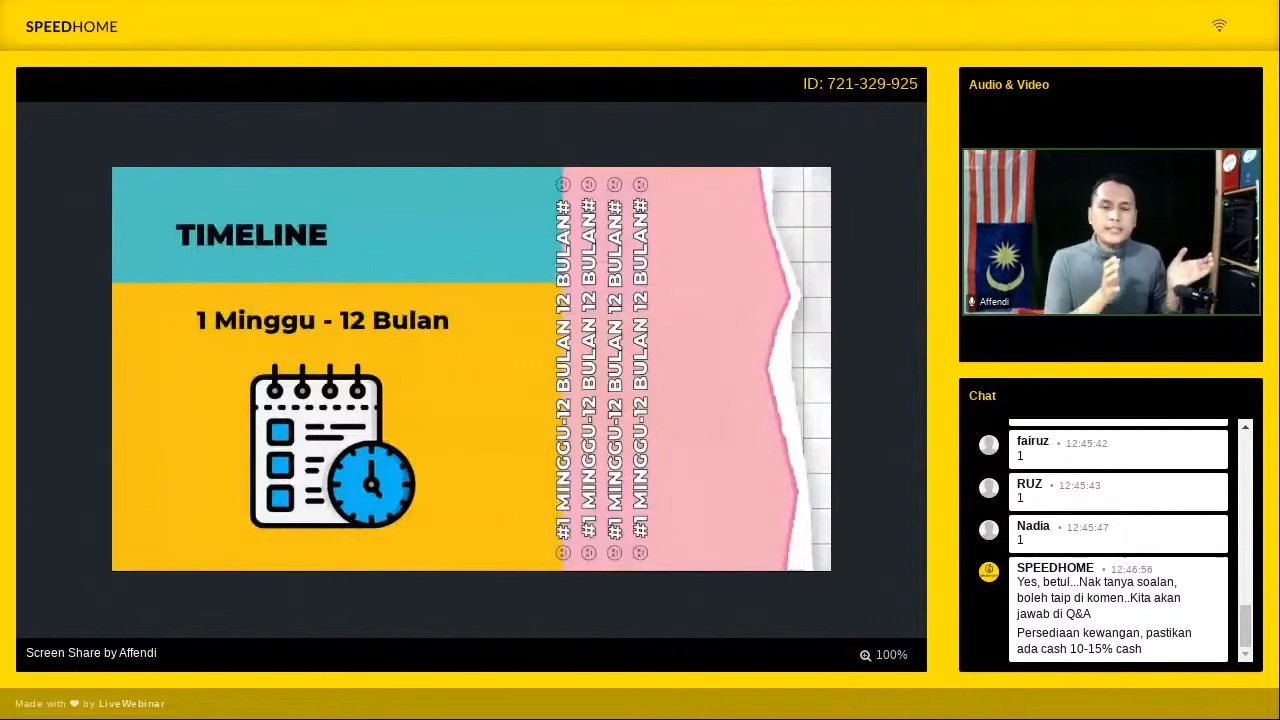 SPEEDHOME
ID: 721-329-925
TIMELINE
1 Minggu - 12 Bulan
#1 MINGGU-12 BULAN 12 BULAN#
#1 MINGGU-12 BULAN 12 BULAN#
#1 MINGGU-12 BULAN 12 BULAN#
#1 MINGGU-12 BULAN 12 BULAN#
Screen Share by Affendi
100%
Audio & Video
Affendi
Chat
fairuz • 12:45:42
1
RUZ • 12:45:43
1
Nadia • 12:45:47
1
SPEEDHOME • 12:46:56
Yes, betul...Nak tanya soalan,
boleh taip di komen..Kita akan
jawab di Q&A
Persediaan kewangan, pastikan
ada cash 10-15% cash
Made with ❤ by LiveWebinar